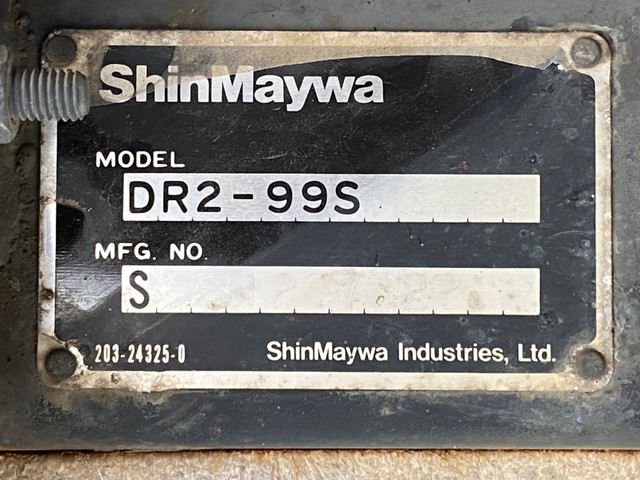 ShinMaywa
MODEL
DR2-99S
MFG. NO.
S
203-24325-0
ShinMaywa Industries, Ltd.